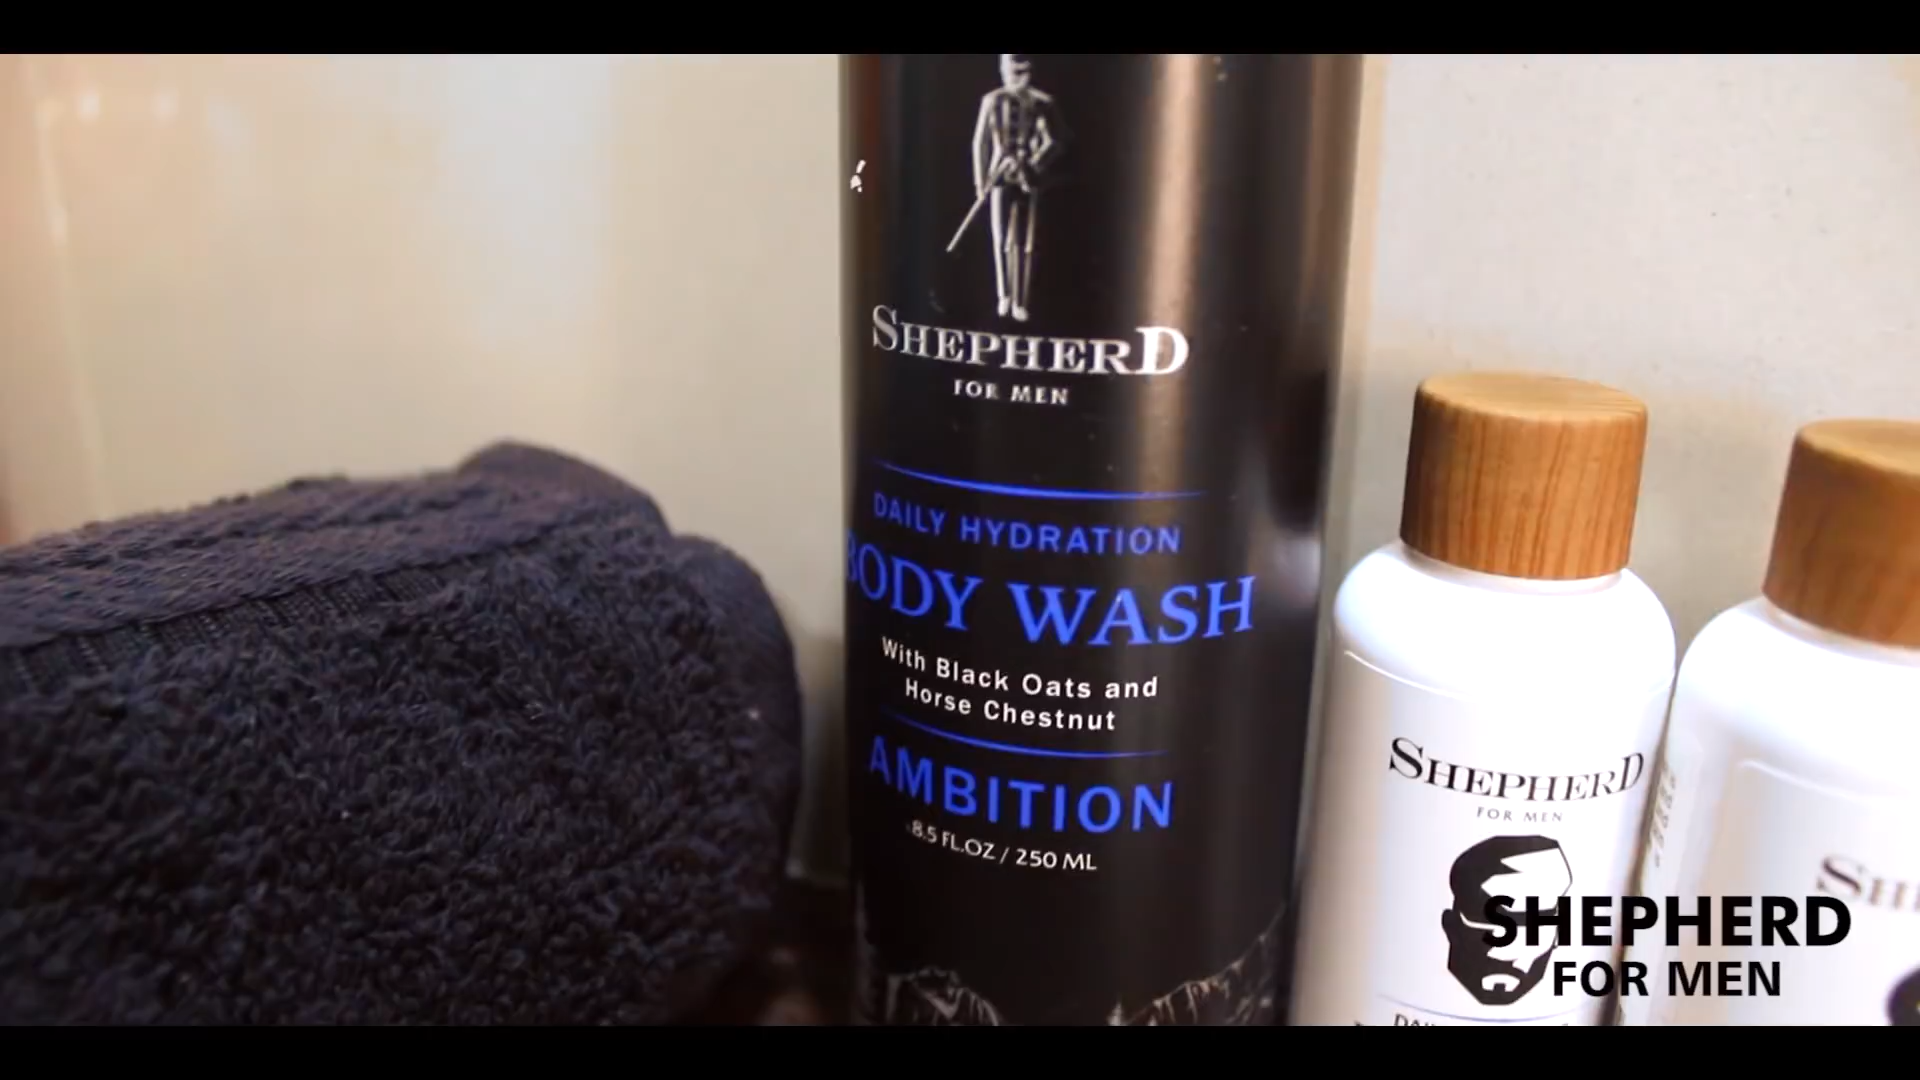 SHEPHERD
FOR MEN
DAILY HYDRATION
BODY WASH
With Black Oats and
Horse Chestnut
AMBITION
8.5 FL.OZ / 250 ML
SHEPHERD
FOR MEN
SHEPHERD
FOR MEN